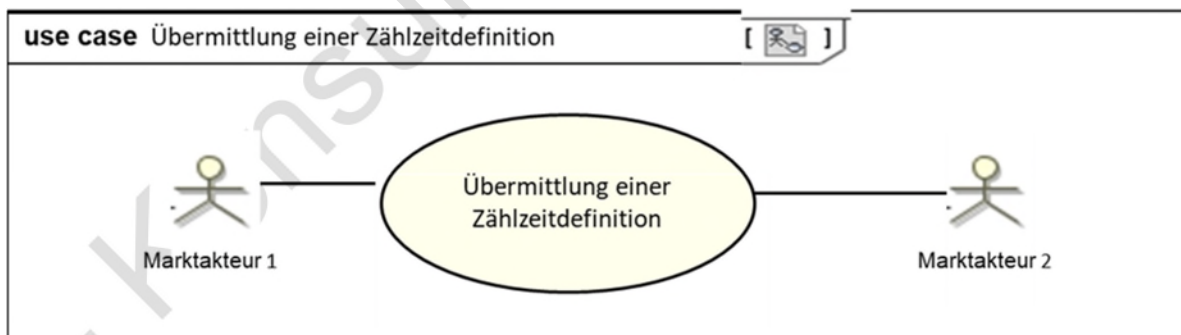 use case Übermittlung einer Zählzeitdefinition [ ]
Übermittlung einer
Zählzeitdefinition
Marktakteur 1
Marktakteur 2